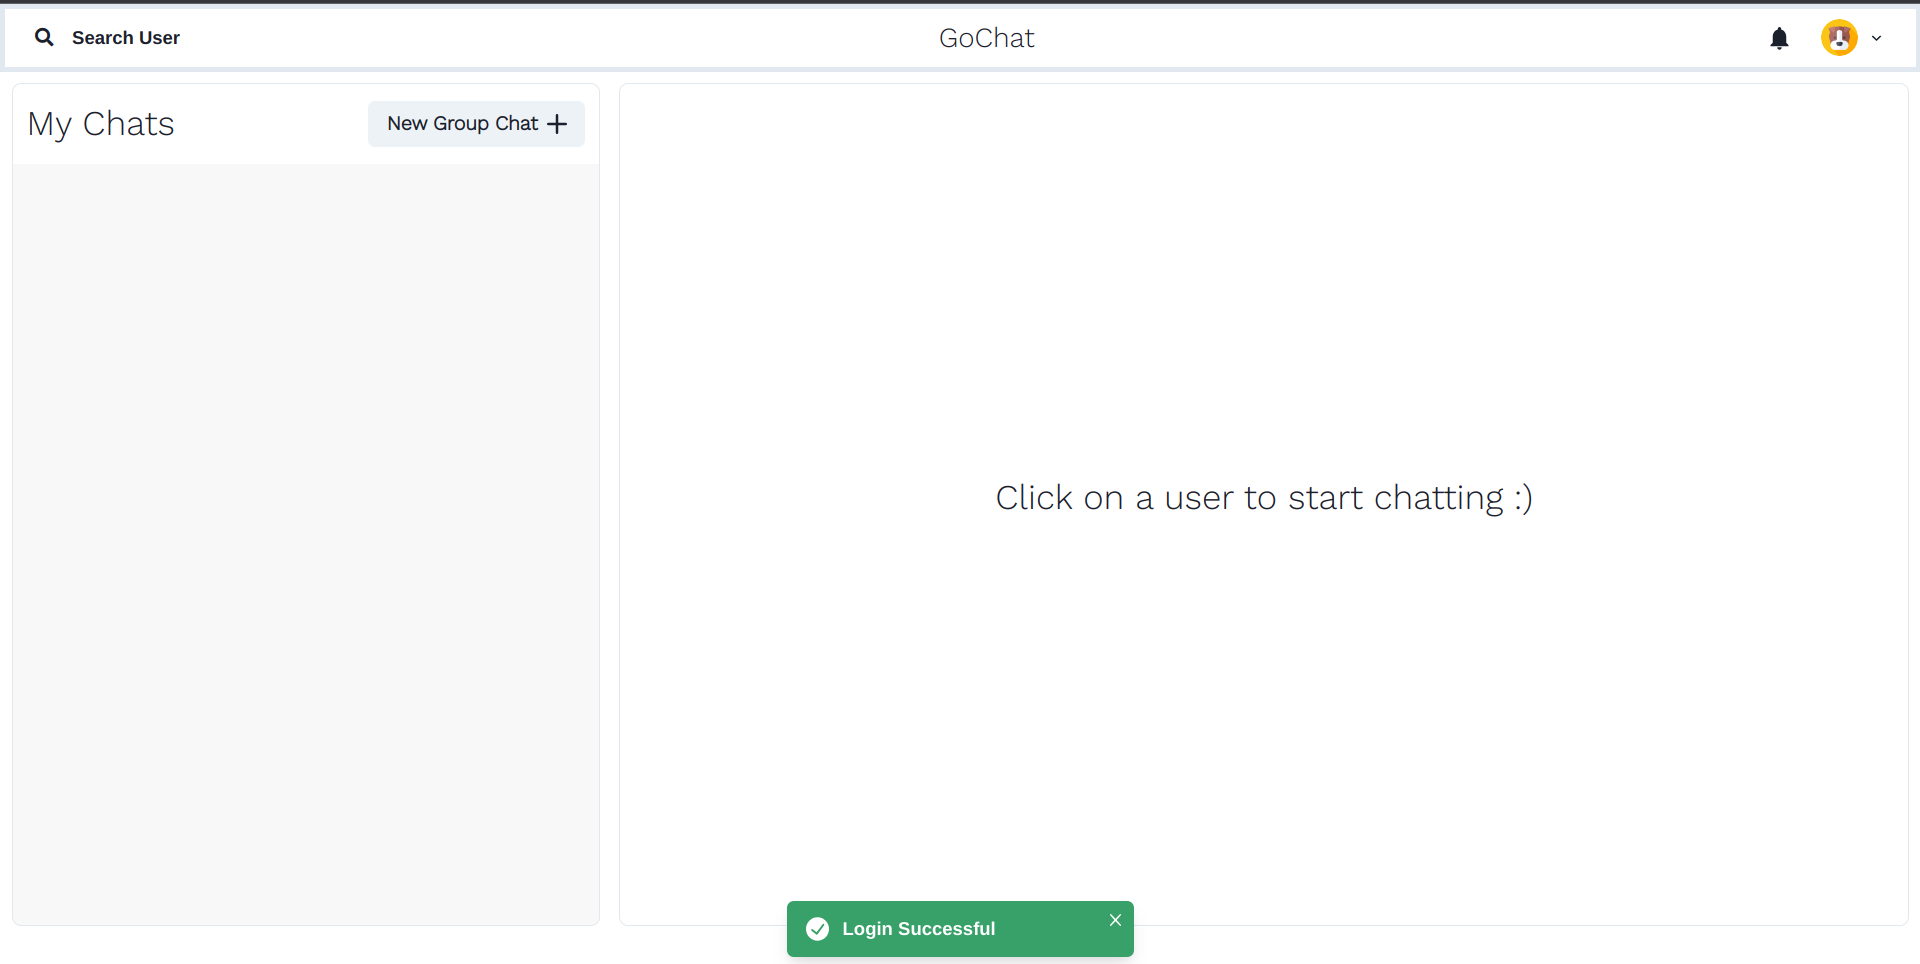 Search User
GoChat
My Chats
New Group Chat
Click on a user to start chatting :)
Login Successful